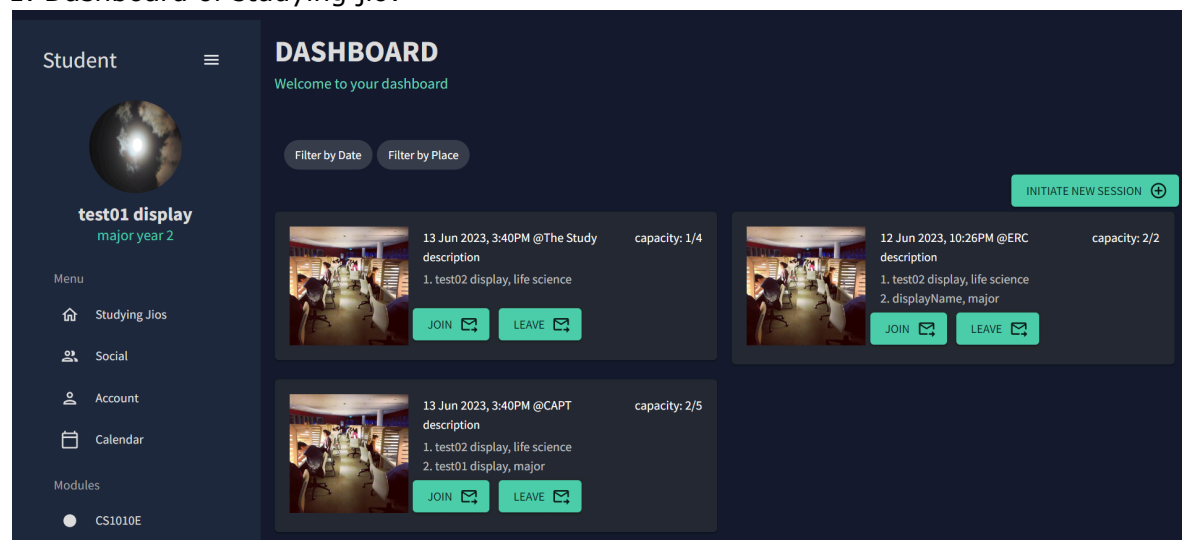 1. Dashboard of Studying Jio.
Student
test01 display
major year 2
Menu
Studying Jios
Social
Account
Calendar
Modules
CS1010E
DASHBOARD
Welcome to your dashboard
Filter by Date
Filter by Place
INITIATE NEW SESSION
13 Jun 2023, 3:40PM @The Study
capacity: 1/4
description
1. test02 display, life science
JOIN
LEAVE
12 Jun 2023, 10:26PM @ERC
capacity: 2/2
description
1. test02 display, life science
2. displayName, major
JOIN
LEAVE
13 Jun 2023, 3:40PM @CAPT
capacity: 2/5
description
1. test02 display, life science
2. test01 display, major
JOIN
LEAVE